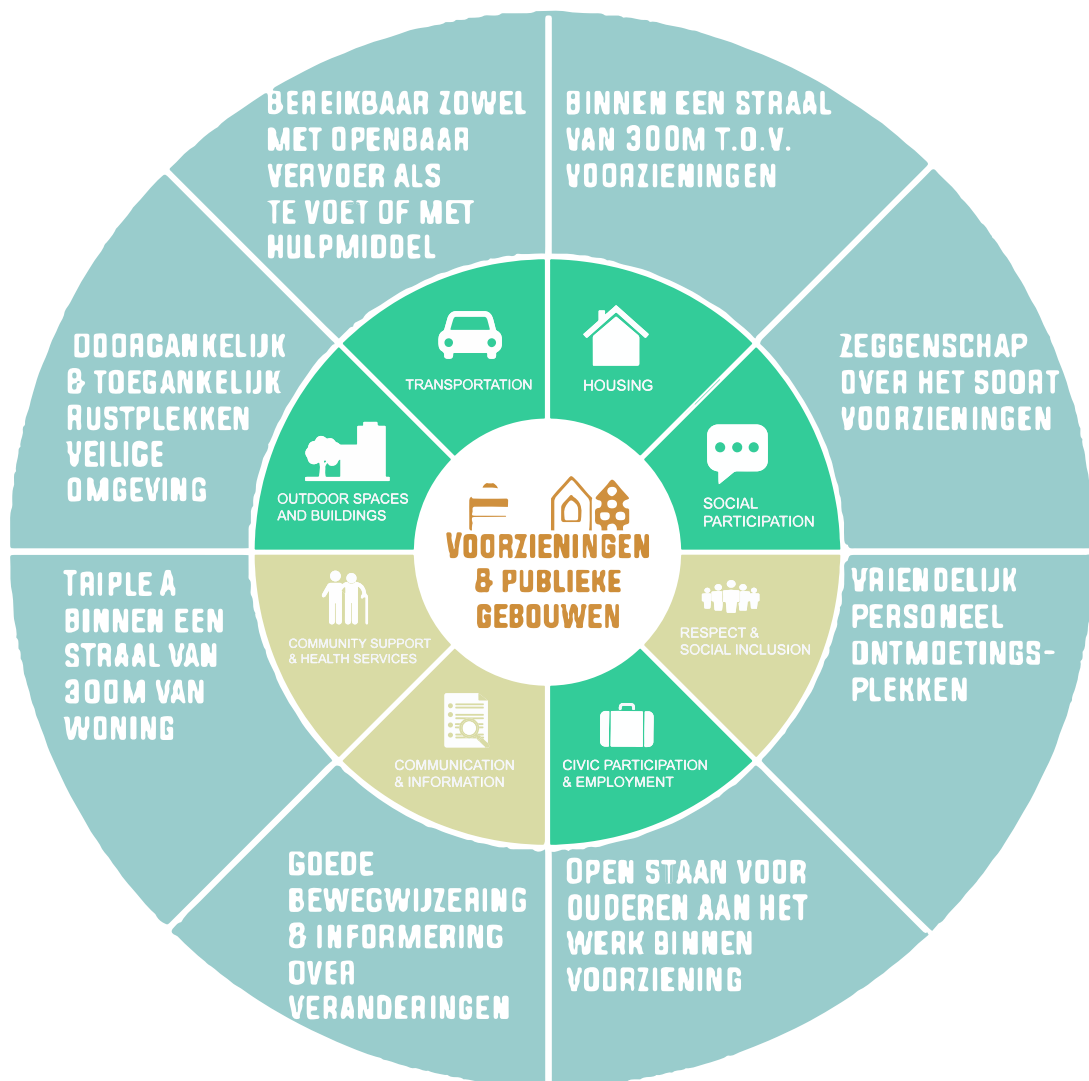 BEREIKBAAR ZOWEL
MET OPENBAAR
VERVOER ALS
TE VOET OF MET
HULPMIDDEL
BINNEN EEN STRAAL
VAN 300M T.O.V.
VOORZIENINGEN
ZEGGENSCHAP
OVER HET SOORT
VOORZIENINGEN
VRIENDELIJK
PERSONEEL
ONTMOETINGS-
PLEKKEN
OPEN STAAN VOOR
OUDEREN AAN HET
WERK BINNEN
VOORZIENING
GOEDE
BEWEGWIJZERING
& INFORMERING
OVER
VERANDERINGEN
TRIPLE A
BINNEN EEN
STRAAL VAN
300M VAN
WONING
DOORGANKELIJK
& TOEGANKELIJK
RUSTPLEKKEN
VEILIGE
OMGEVING
TRANSPORTATION
HOUSING
SOCIAL
PARTICIPATION
RESPECT &
SOCIAL INCLUSION
CIVIC PARTICIPATION
& EMPLOYMENT
COMMUNICATION
& INFORMATION
COMMUNITY SUPPORT
& HEALTH SERVICES
OUTDOOR SPACES
AND BUILDINGS
VOORZIENINGEN
& PUBLIEKE
GEBOUWEN